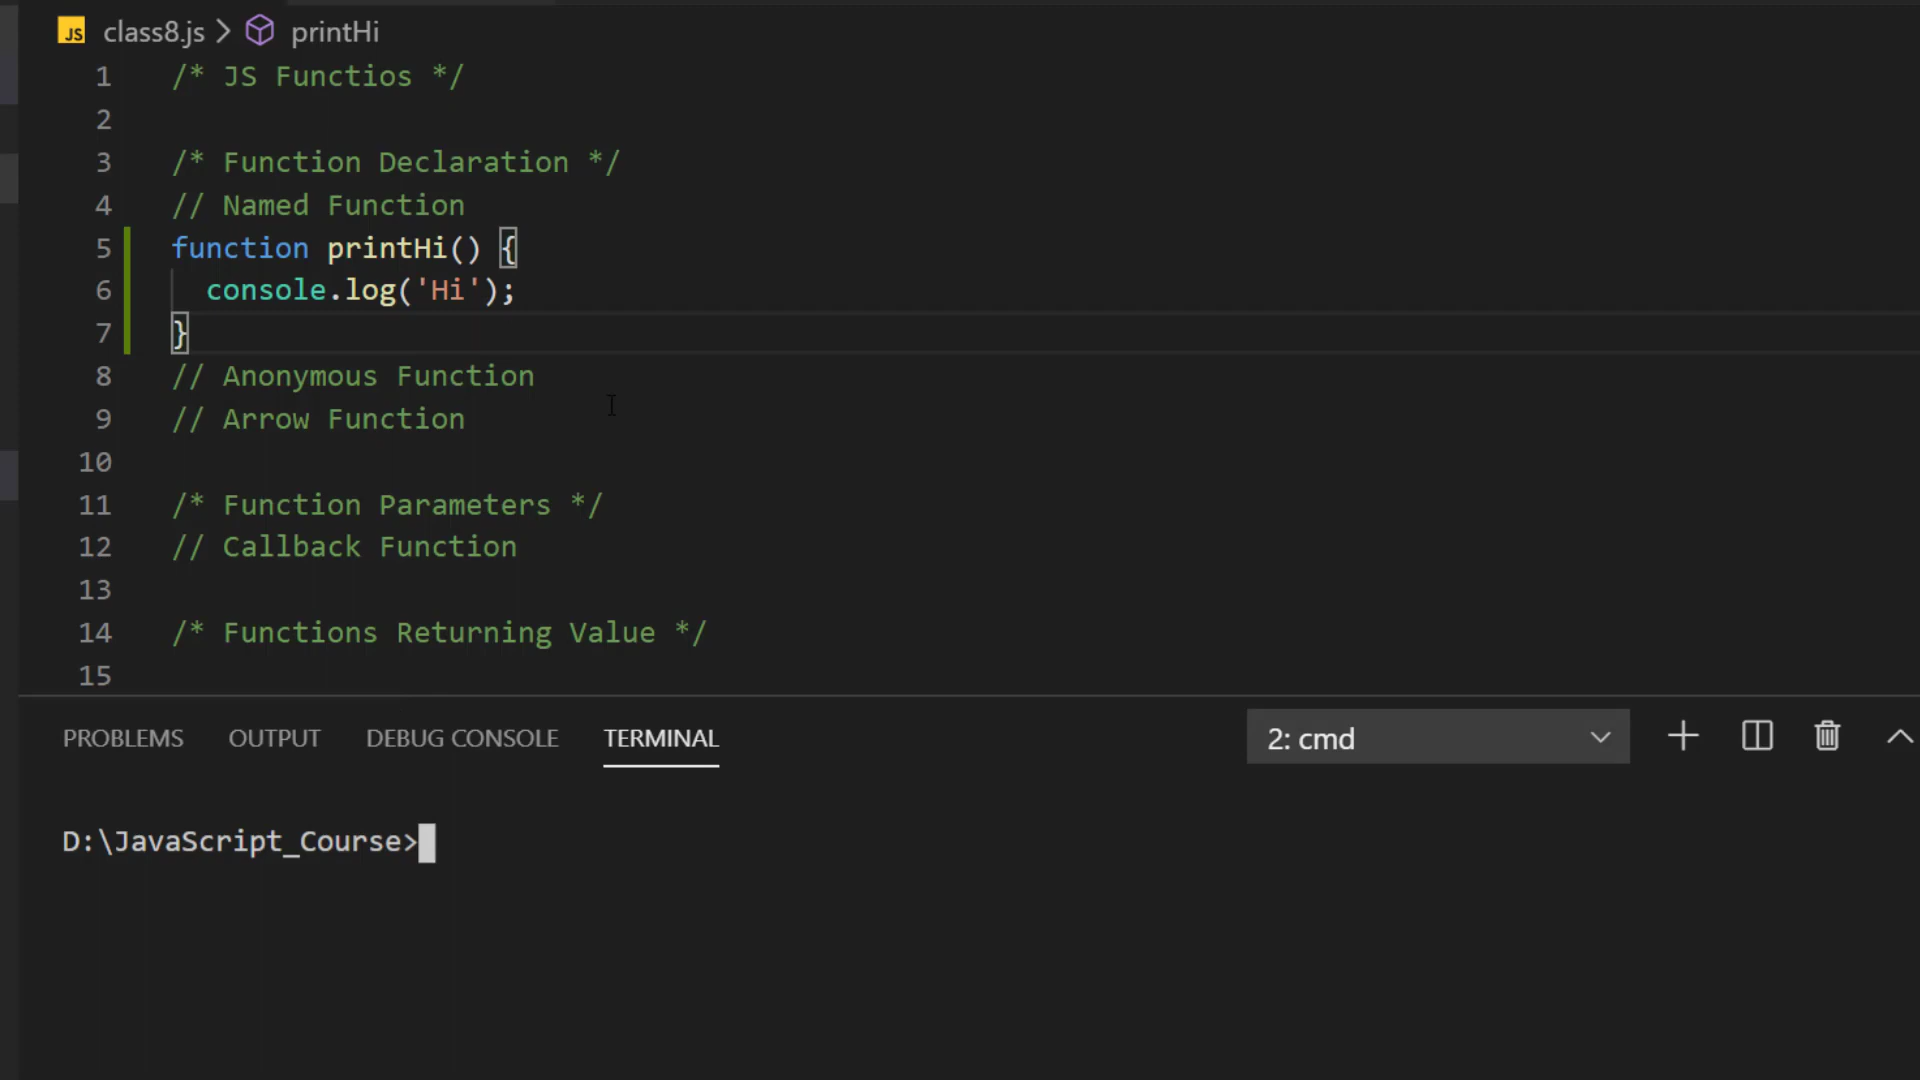 JS class8.js > printHi
1 /* JS Functios */
2
3 /* Function Declaration */
4 // Named Function
5 function printHi() {
6 console.log('Hi');
7 }
8 // Anonymous Function
9 // Arrow Function
10
11 /* Function Parameters */
12 // Callback Function
13
14 /* Functions Returning Value */
15
PROBLEMS OUTPUT DEBUG CONSOLE TERMINAL 2: cmd
D:\JavaScript_Course>